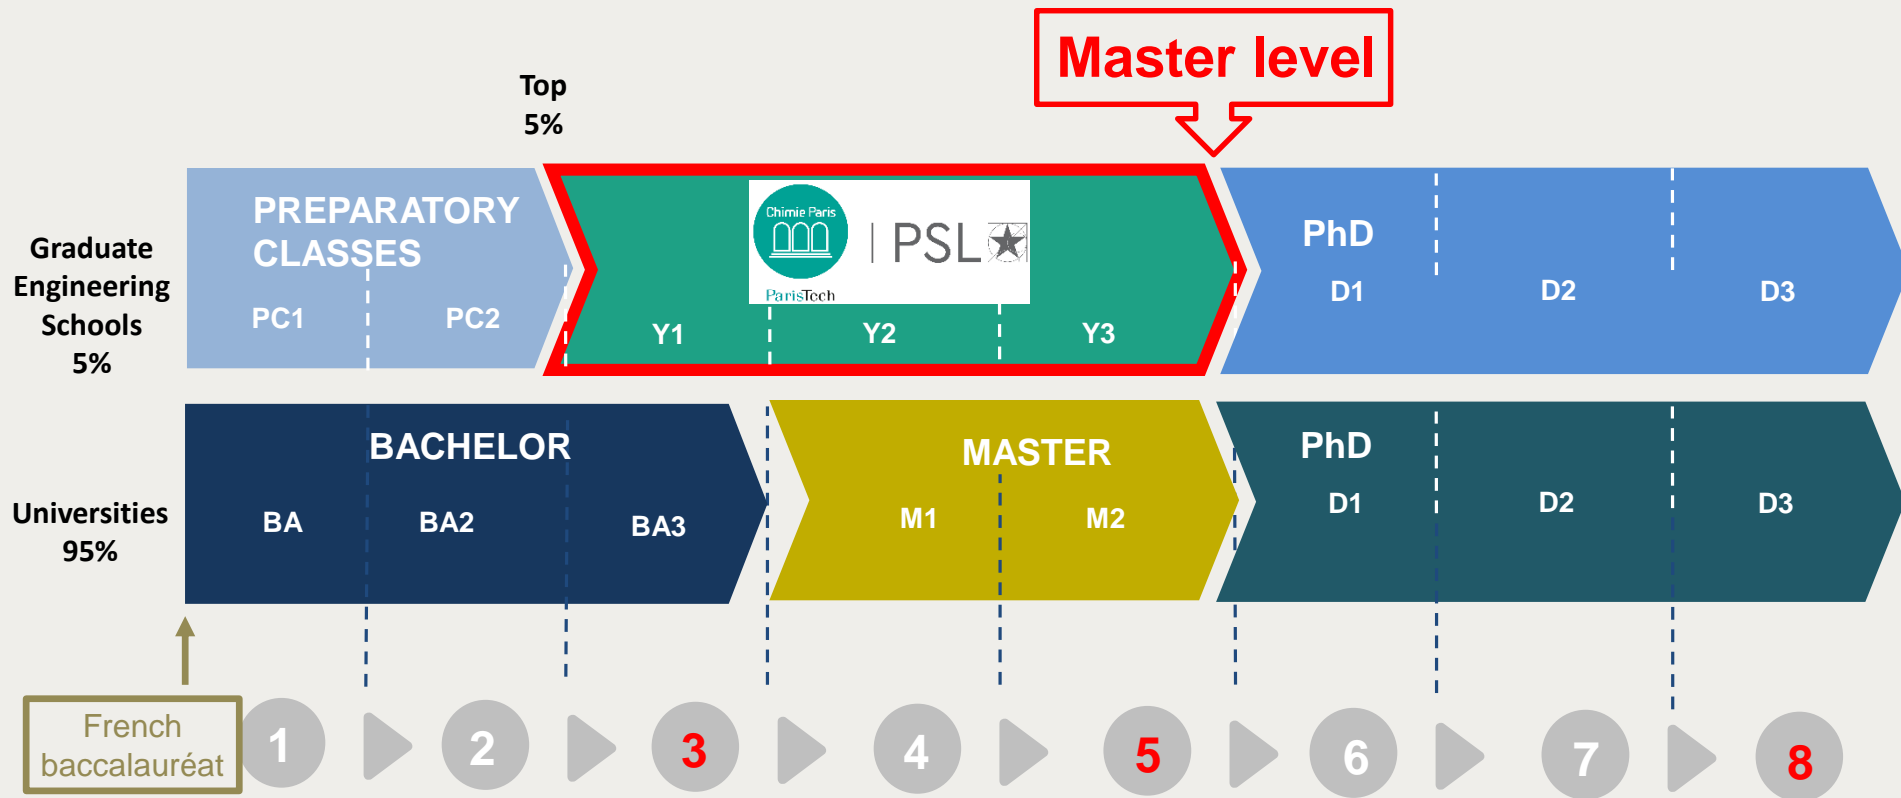 Master level
Top
5%
Graduate
Engineering
Schools
5%
PREPARATORY
CLASSES
PC1
PC2
Chimie Paris
ParisTech
PSL
Y1
Y2
Y3
PhD
D1
D2
D3
Universities
95%
BACHELOR
BA
BA2
BA3
MASTER
M1
M2
PhD
D1
D2
D3
French
baccalauréat
1
2
3
4
5
6
7
8